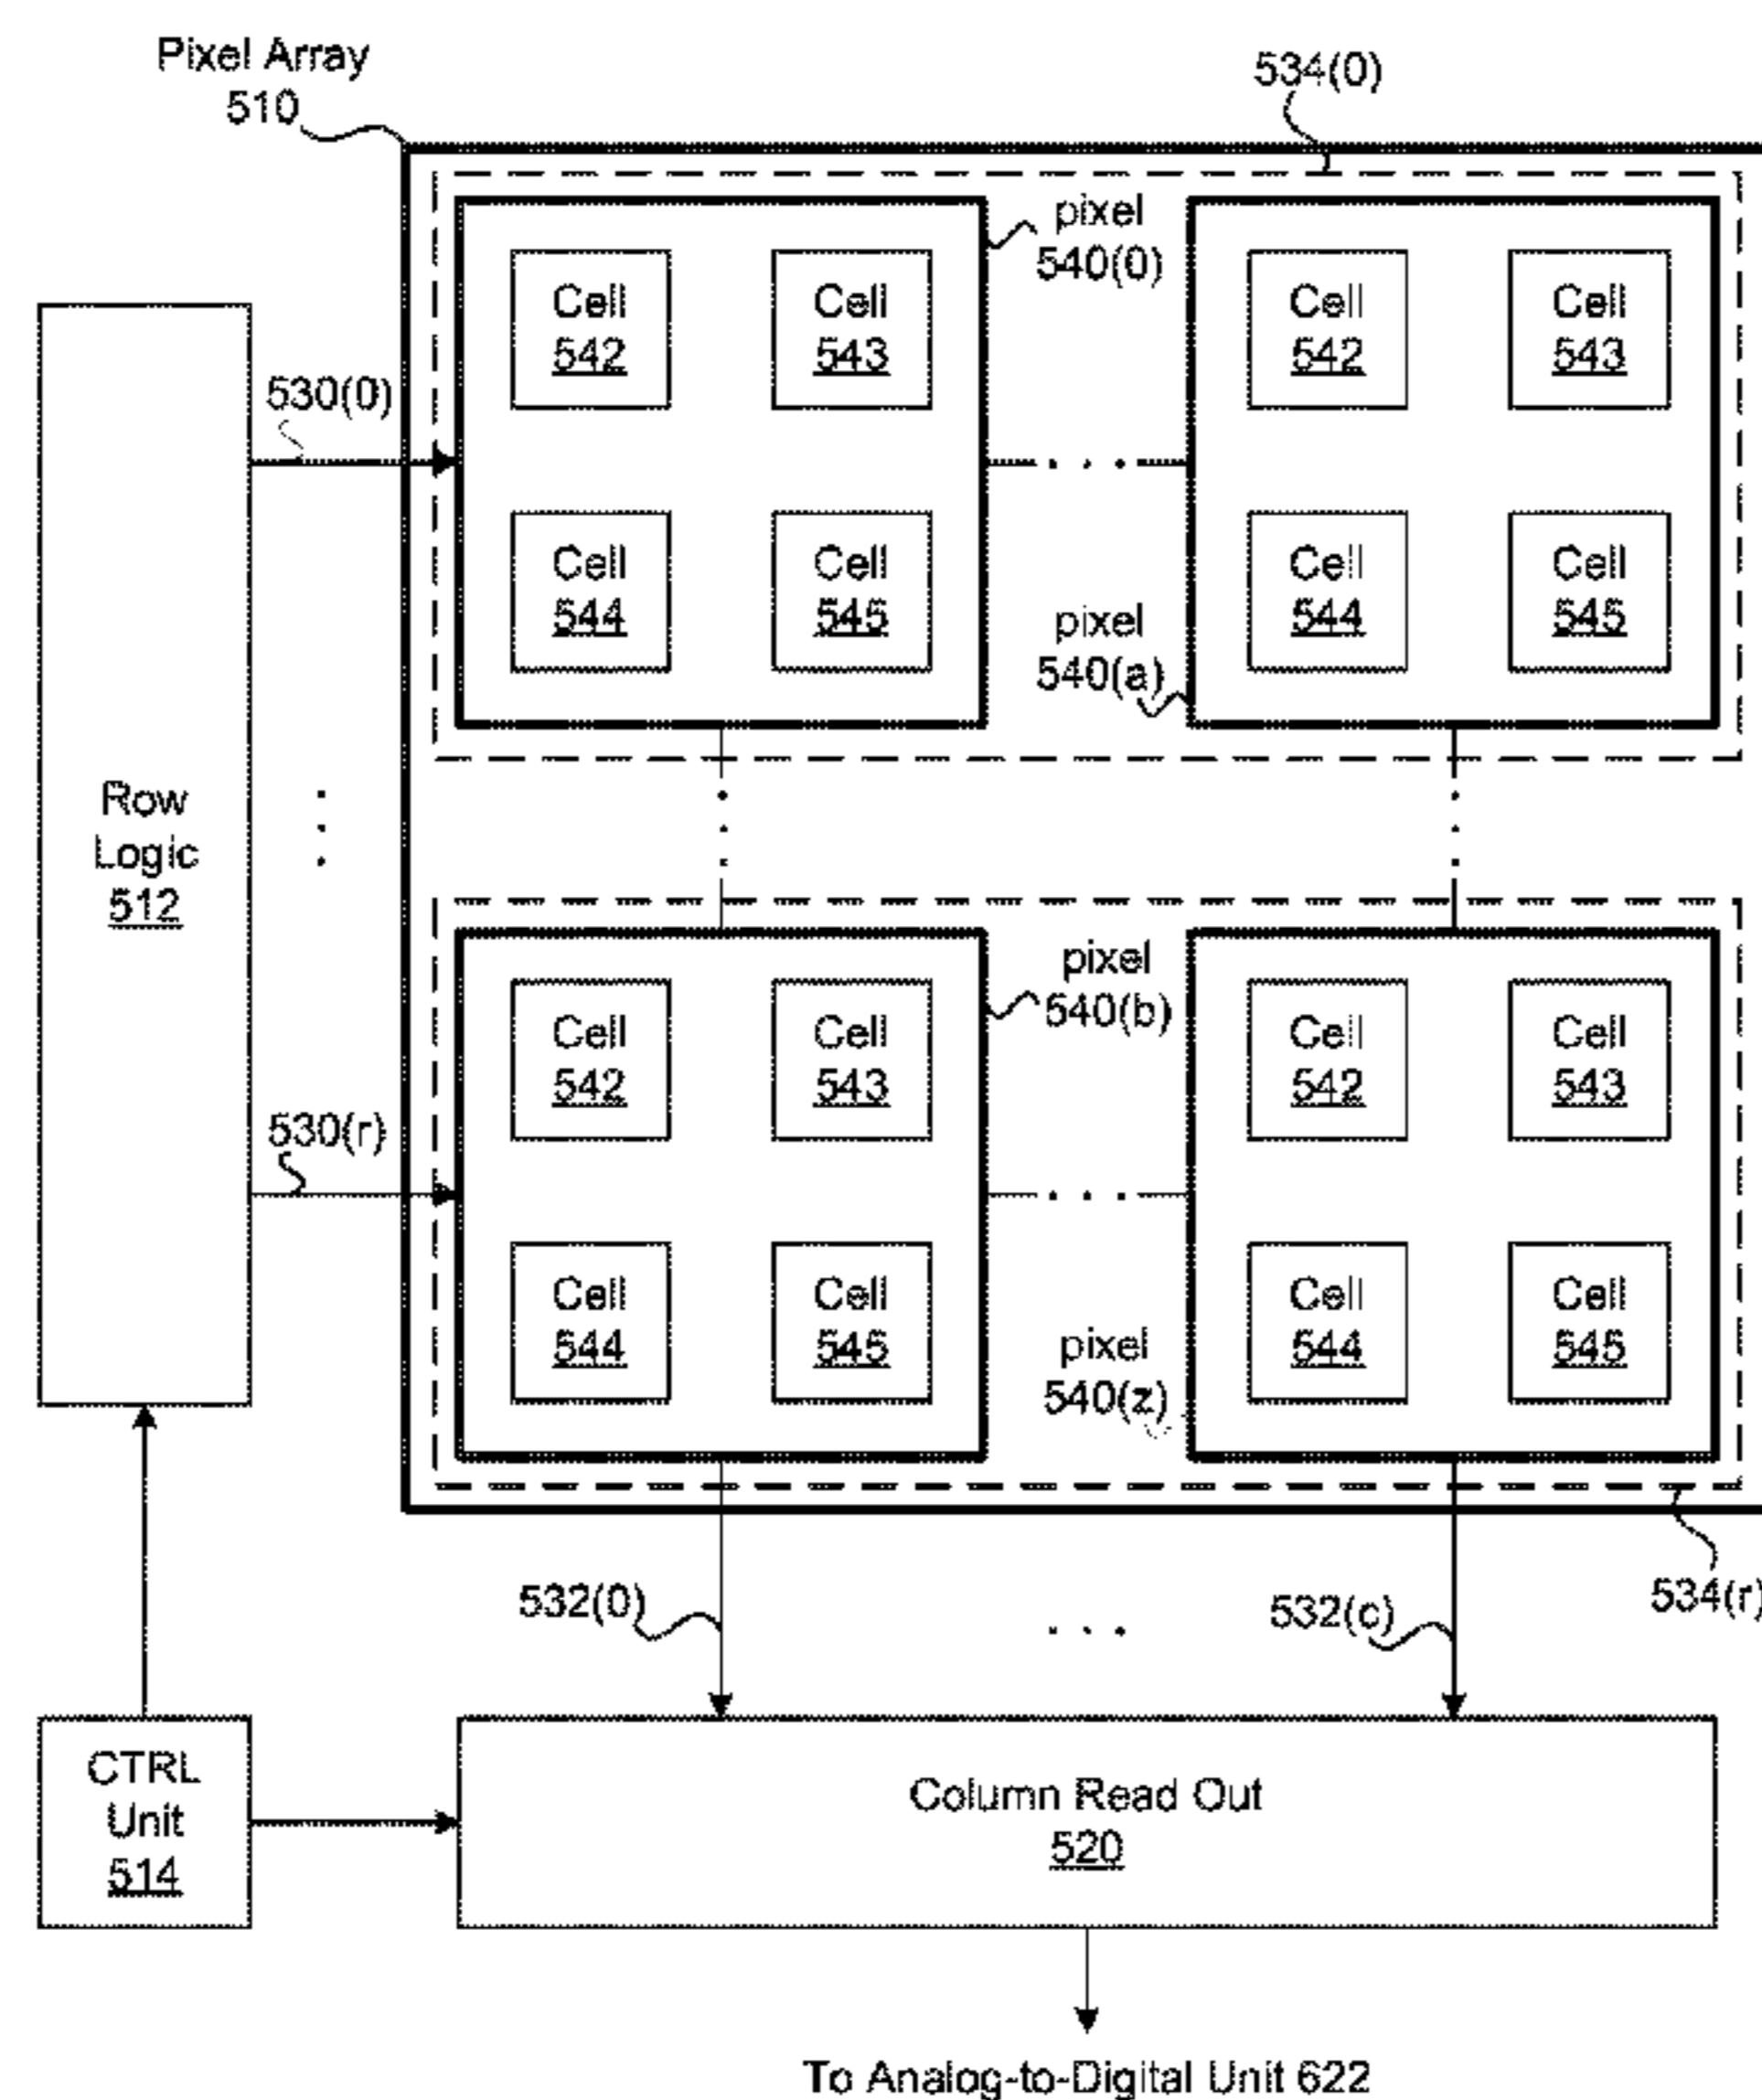 Pixel Array
510
534(0)
pixel
540(0)
Cell
542
Cell
543
Cell
542
Cell
543
530(0)
Cell
544
Cell
545
pixel
540(a)
Cell
544
Cell
545
Row
Logic
512
pixel
540(b)
Cell
542
Cell
543
Cell
542
Cell
543
530(r)
Cell
544
Cell
545
pixel
540(z)
Cell
544
Cell
545
532(0)
532(c)
534(r)
CTRL
Unit
514
Column Read Out
520
To Analog-to-Digital Unit 622